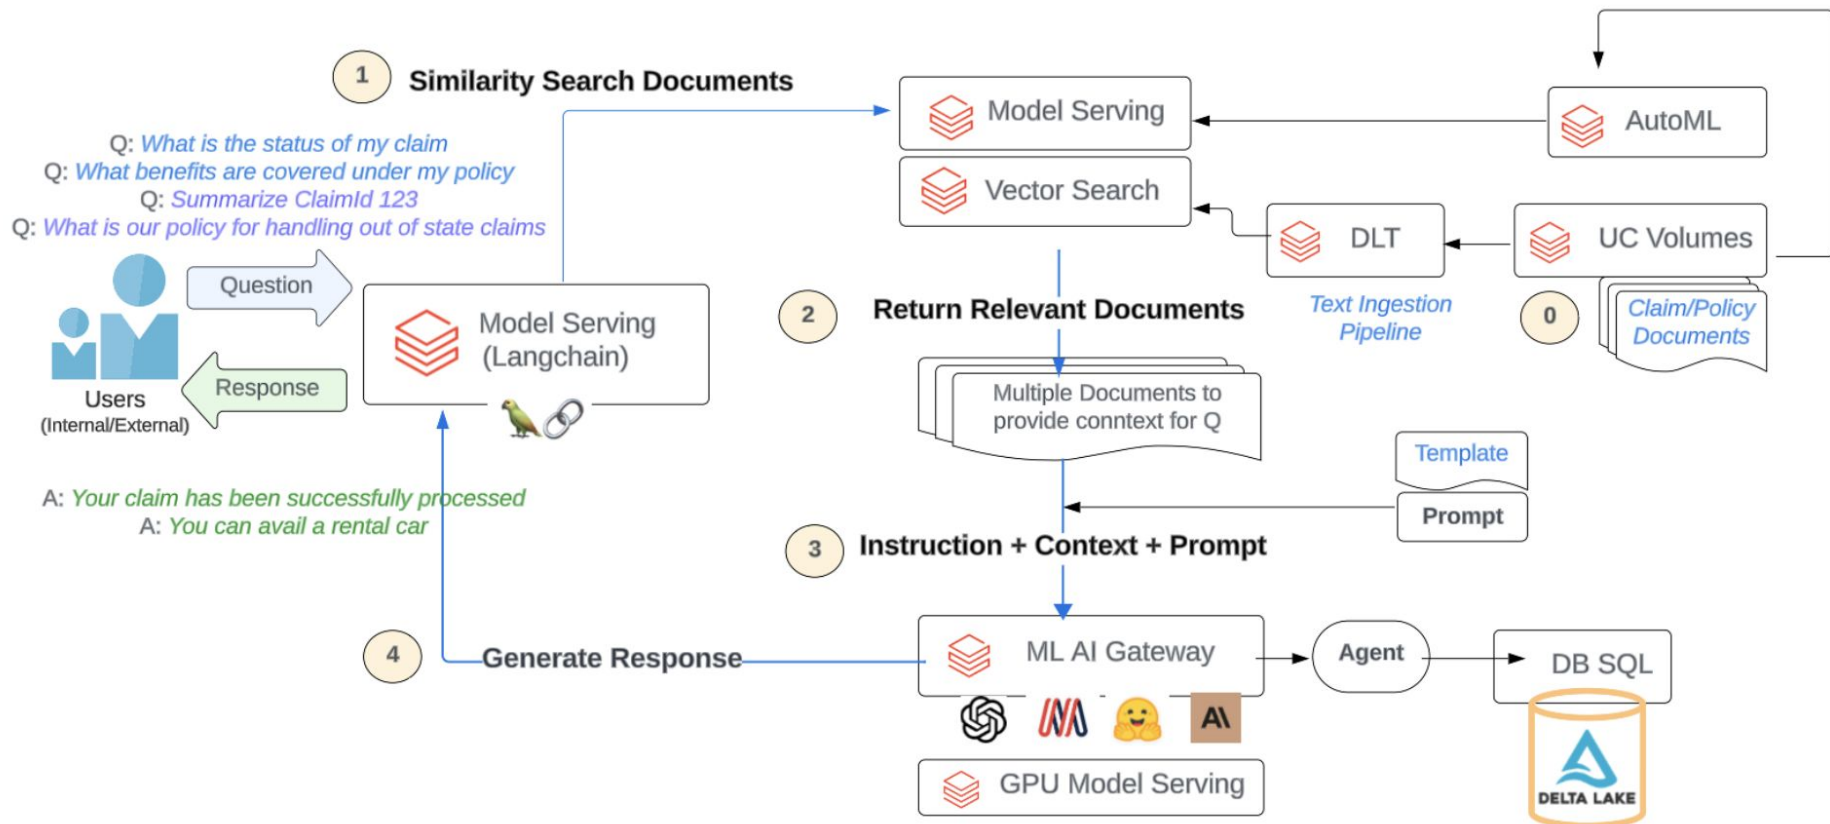 1
Similarity Search Documents
Q: What is the status of my claim
Q: What benefits are covered under my policy
Q: Summarize ClaimId 123
Q: What is our policy for handling out of state claims
Question
Response
Users
(Internal/External)
Model Serving
(Langchain)
A: Your claim has been successfully processed
A: You can avail a rental car
Model Serving
Vector Search
AutoML
DLT
UC Volumes
Text Ingestion
Pipeline
0
Claim/Policy
Documents
2
Return Relevant Documents
Multiple Documents to
provide conntext for Q
Template
Prompt
3
Instruction + Context + Prompt
4
Generate Response
ML AI Gateway
Agent
DB SQL
A\
GPU Model Serving
DELTA LAKE